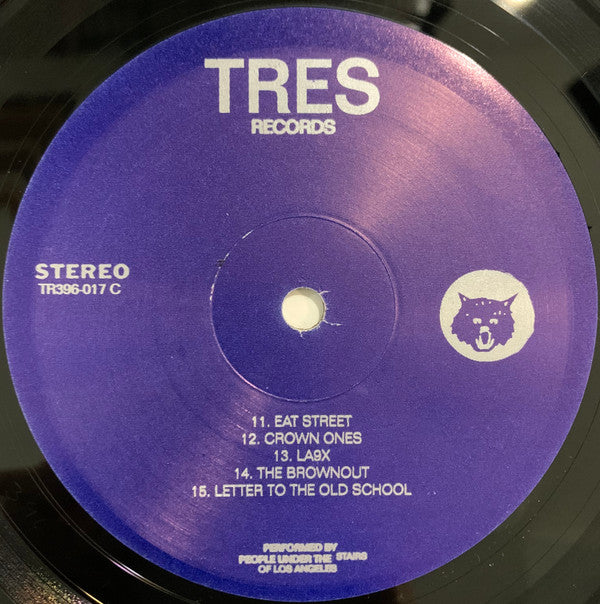 TRES
RECORDS
STEREO
TR396-017 C
11. EAT STREET
12. CROWN ONES
13. LA9X
14. THE BROWNOUT
15. LETTER TO THE OLD SCHOOL
PERFORMED BY
PEOPLE UNDER THE STAIRS
OF LOS ANGELES